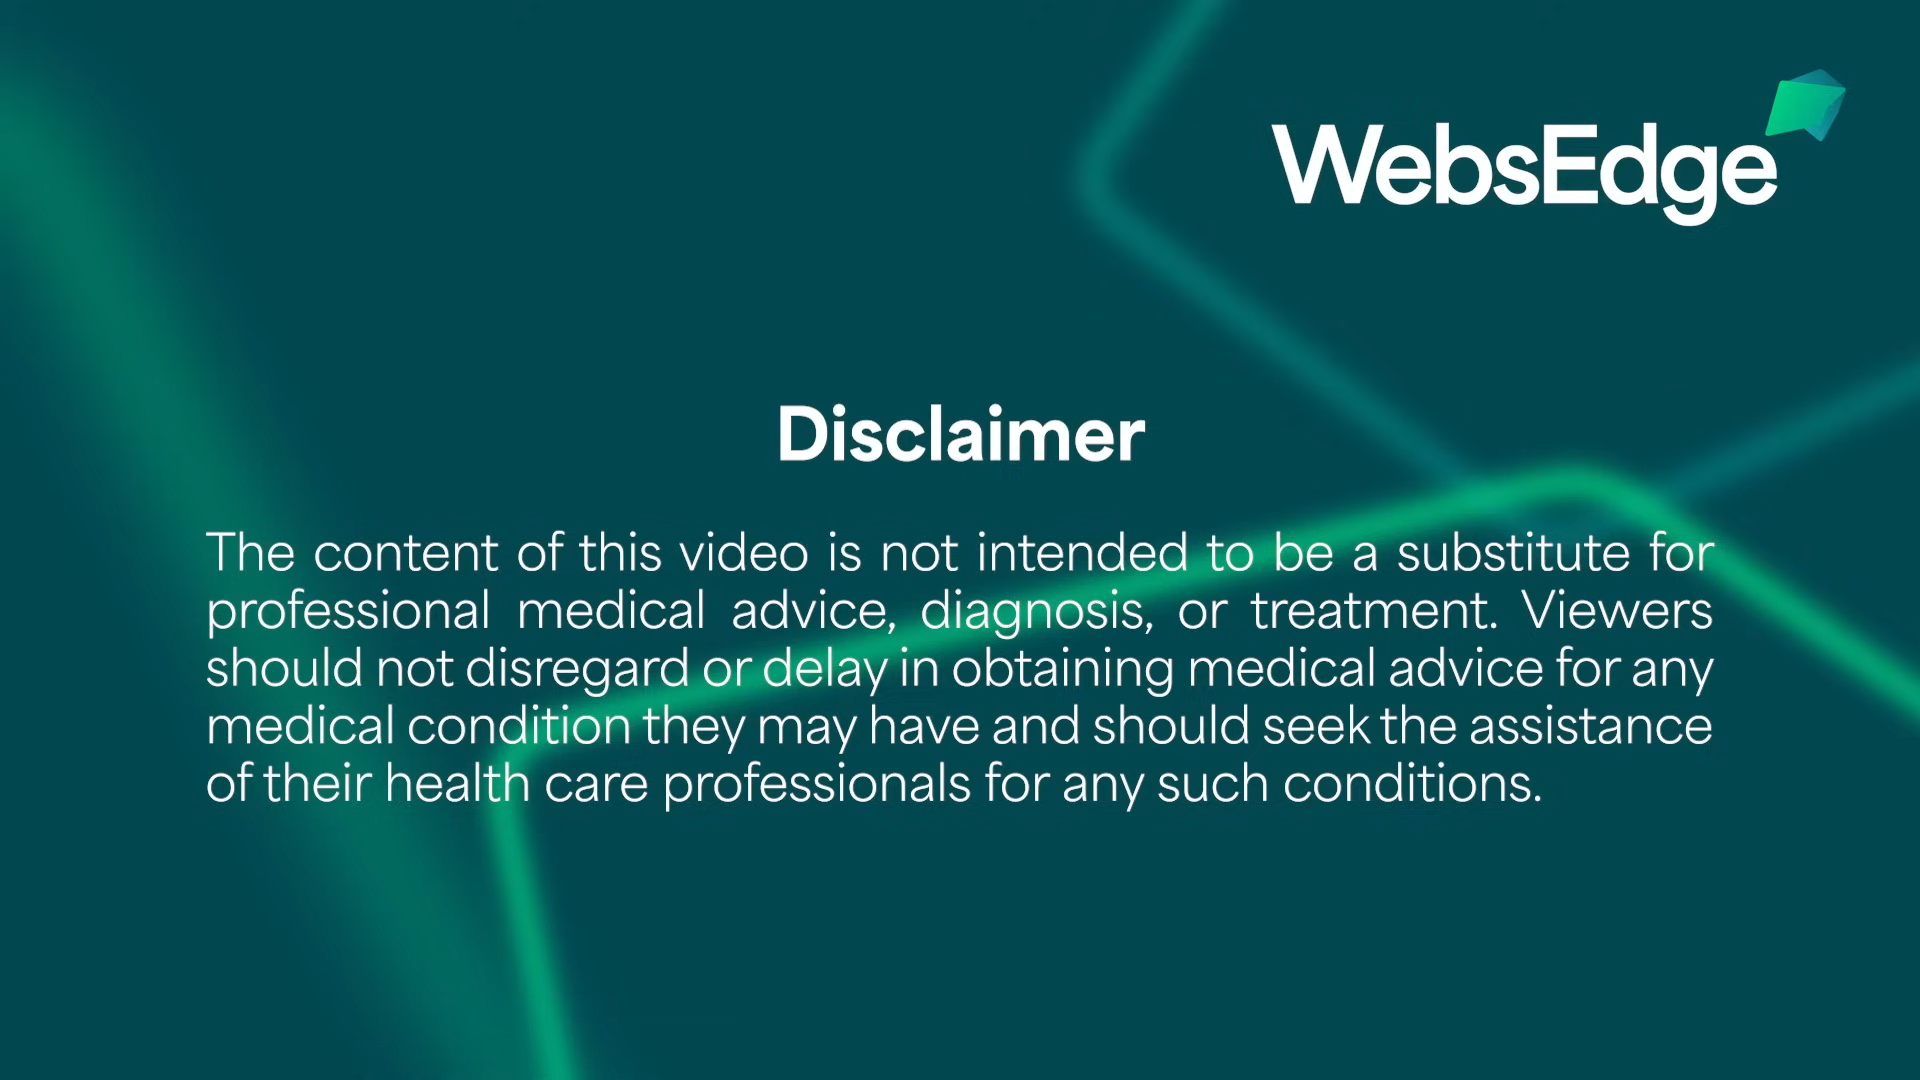 WebsEdge
Disclaimer
The content of this video is not intended to be a substitute for
professional medical advice, diagnosis, or treatment. Viewers
should not disregard or delay in obtaining medical advice for any
medical condition they may have and should seek the assistance
of their health care professionals for any such conditions.